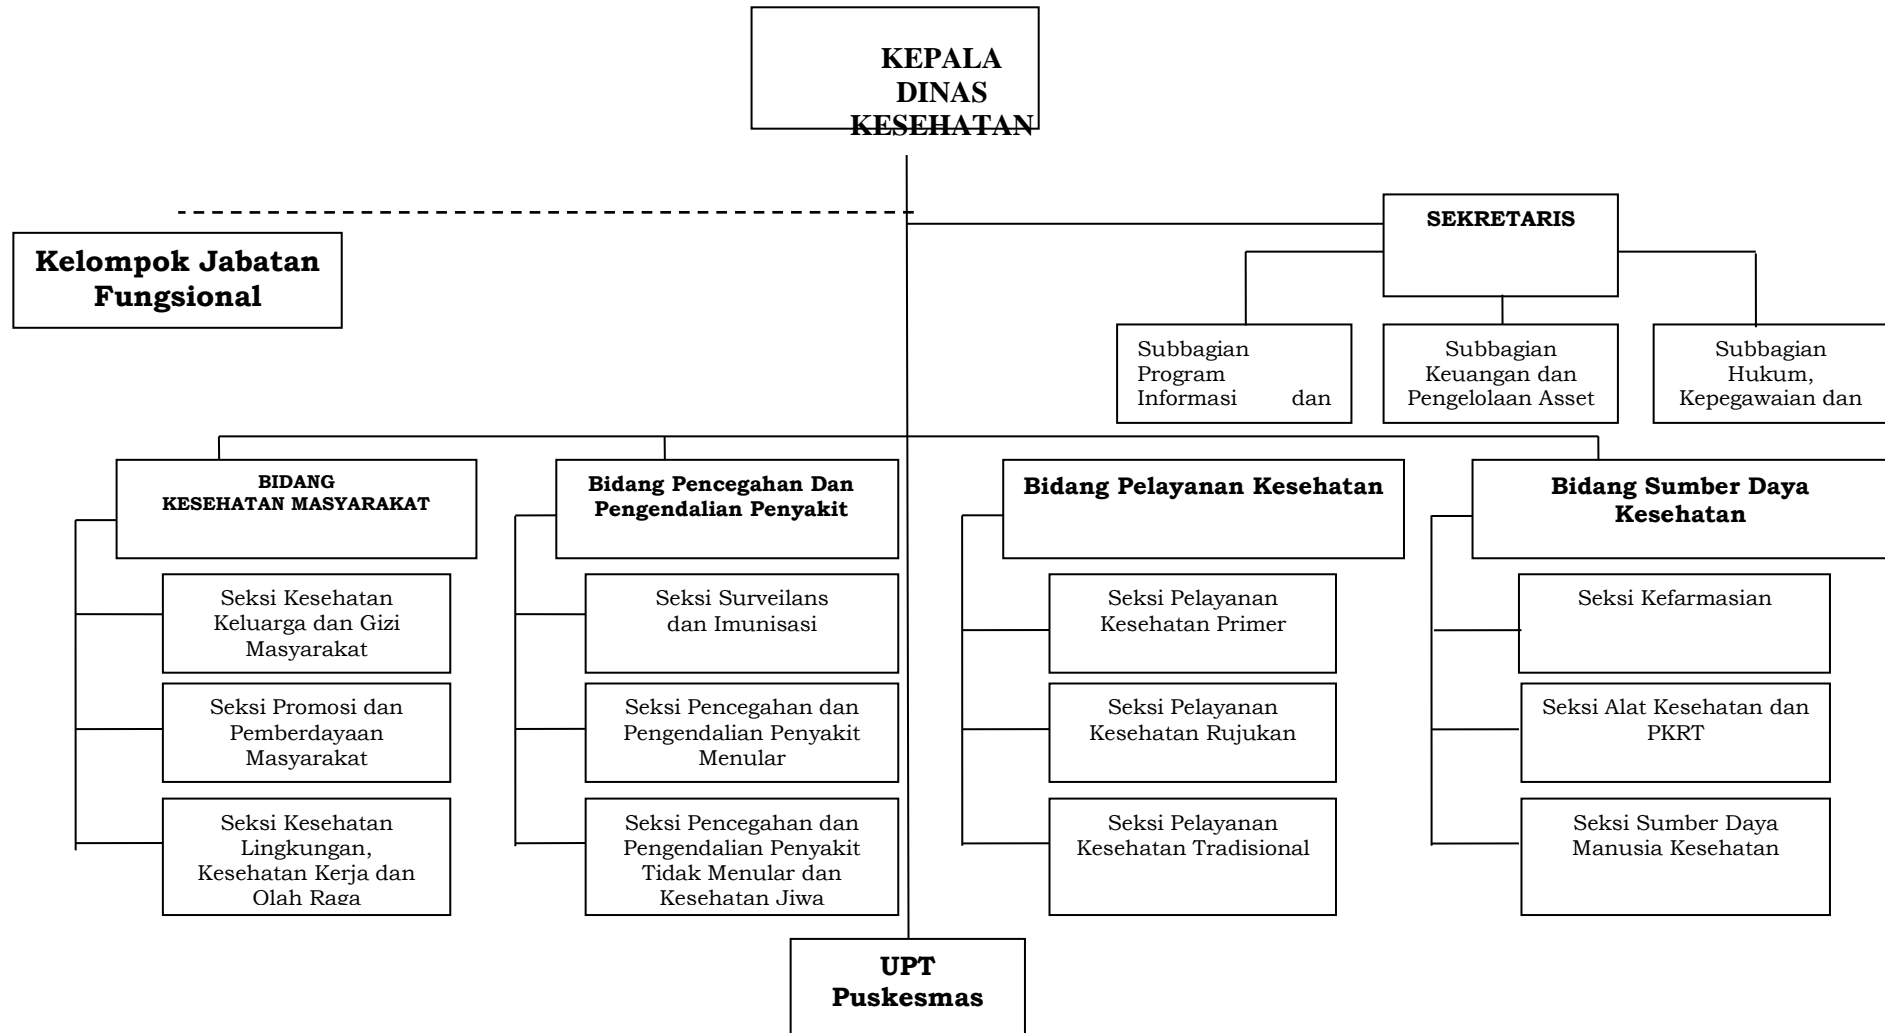 KEPALA
DINAS
KESEHATAN
SEKRETARIS
Kelompok Jabatan
Fungsional
Subbagian
Program
Informasi dan
Subbagian
Keuangan dan
Pengelolaan Asset
Subbagian
Hukum,
Kepegawaian dan
BIDANG
KESEHATAN MASYARAKAT
Bidang Pencegahan Dan
Pengendalian Penyakit
Bidang Pelayanan Kesehatan
Bidang Sumber Daya
Kesehatan
Seksi Kesehatan
Keluarga dan Gizi
Masyarakat
Seksi Surveilans
dan Imunisasi
Seksi Pelayanan
Kesehatan Primer
Seksi Kefarmasian
Seksi Promosi dan
Pemberdayaan
Masyarakat
Seksi Pencegahan dan
Pengendalian Penyakit
Menular
Seksi Pelayanan
Kesehatan Rujukan
Seksi Alat Kesehatan dan
PKRT
Seksi Kesehatan
Lingkungan,
Kesehatan Kerja dan
Olah Raga
Seksi Pencegahan dan
Pengendalian Penyakit
Tidak Menular dan
Kesehatan Jiwa
Seksi Pelayanan
Kesehatan Tradisional
Seksi Sumber Daya
Manusia Kesehatan
UPT
Puskesmas